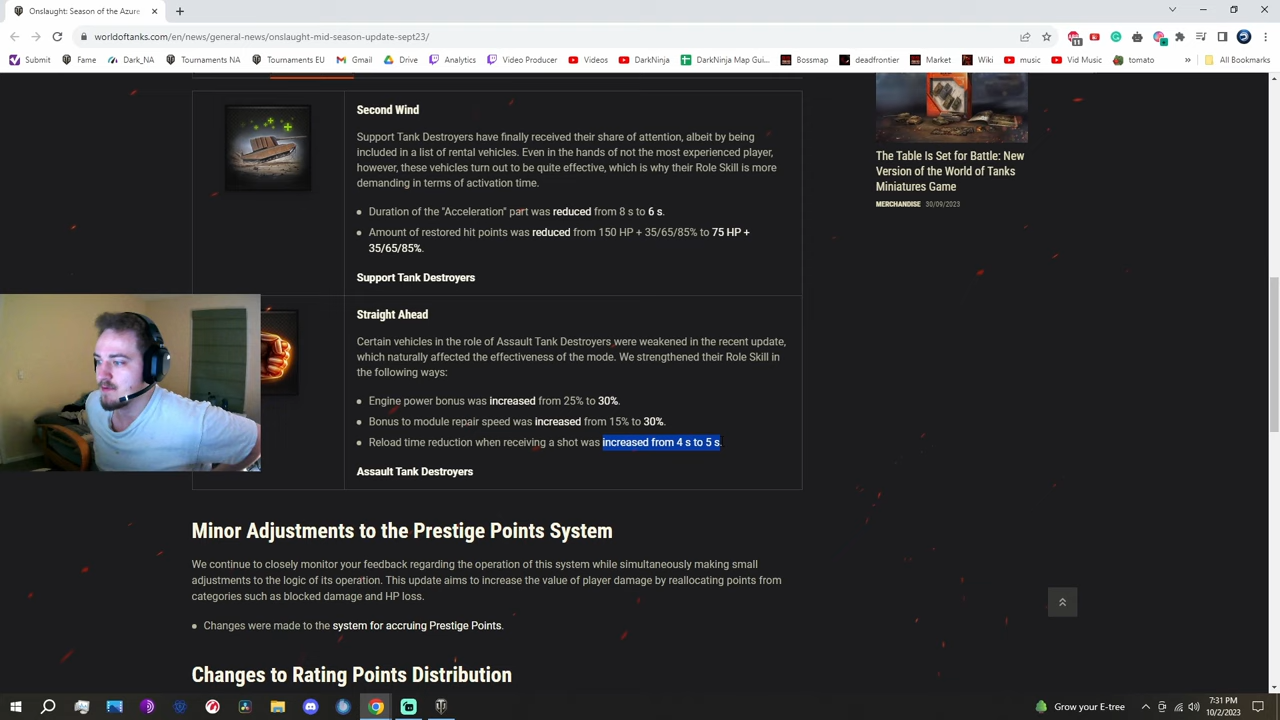 Onslaught: Season of the Azure
worldoftanks.com/en/news/general-news/onslaught-mid-season-update-sept23/
11
Submit
Fame
Dark_NA
Tournaments NA
Tournaments EU
Gmail
Drive
Analytics
Video Producer
Videos
DarkNinja
DarkNinja Map Gui...
Bossmap
deadfrontier
Market
Wiki
music
Vid Music
tomato
»
All Bookmarks
Second Wind
Support Tank Destroyers have finally received their share of attention, albeit by being
included in a list of rental vehicles. Even in the hands of not the most experienced player,
however, these vehicles turn out to be quite effective, which is why their Role Skill is more
demanding in terms of activation time.
Duration of the "Acceleration" part was reduced from 8 s to 6 s.
Amount of restored hit points was reduced from 150 HP + 35/65/85% to 75 HP +
35/65/85%.
Support Tank Destroyers
Straight Ahead
Certain vehicles in the role of Assault Tank Destroyers were weakened in the recent update,
which naturally affected the effectiveness of the mode. We strengthened their Role Skill in
the following ways:
Engine power bonus was increased from 25% to 30%.
Bonus to module repair speed was increased from 15% to 30%.
Reload time reduction when receiving a shot was increased from 4 s to 5 s.
Assault Tank Destroyers
Minor Adjustments to the Prestige Points System
We continue to closely monitor your feedback regarding the operation of this system while simultaneously making small
adjustments to the logic of its operation. This update aims to increase the value of player damage by reallocating points from
categories such as blocked damage and HP loss.
Changes were made to the system for accruing Prestige Points.
Changes to Rating Points Distribution
The Table Is Set for Battle: New
Version of the World of Tanks
Miniatures Game
MERCHANDISE 30/09/2023
Grow your E-tree
7:31 PM
10/2/2023